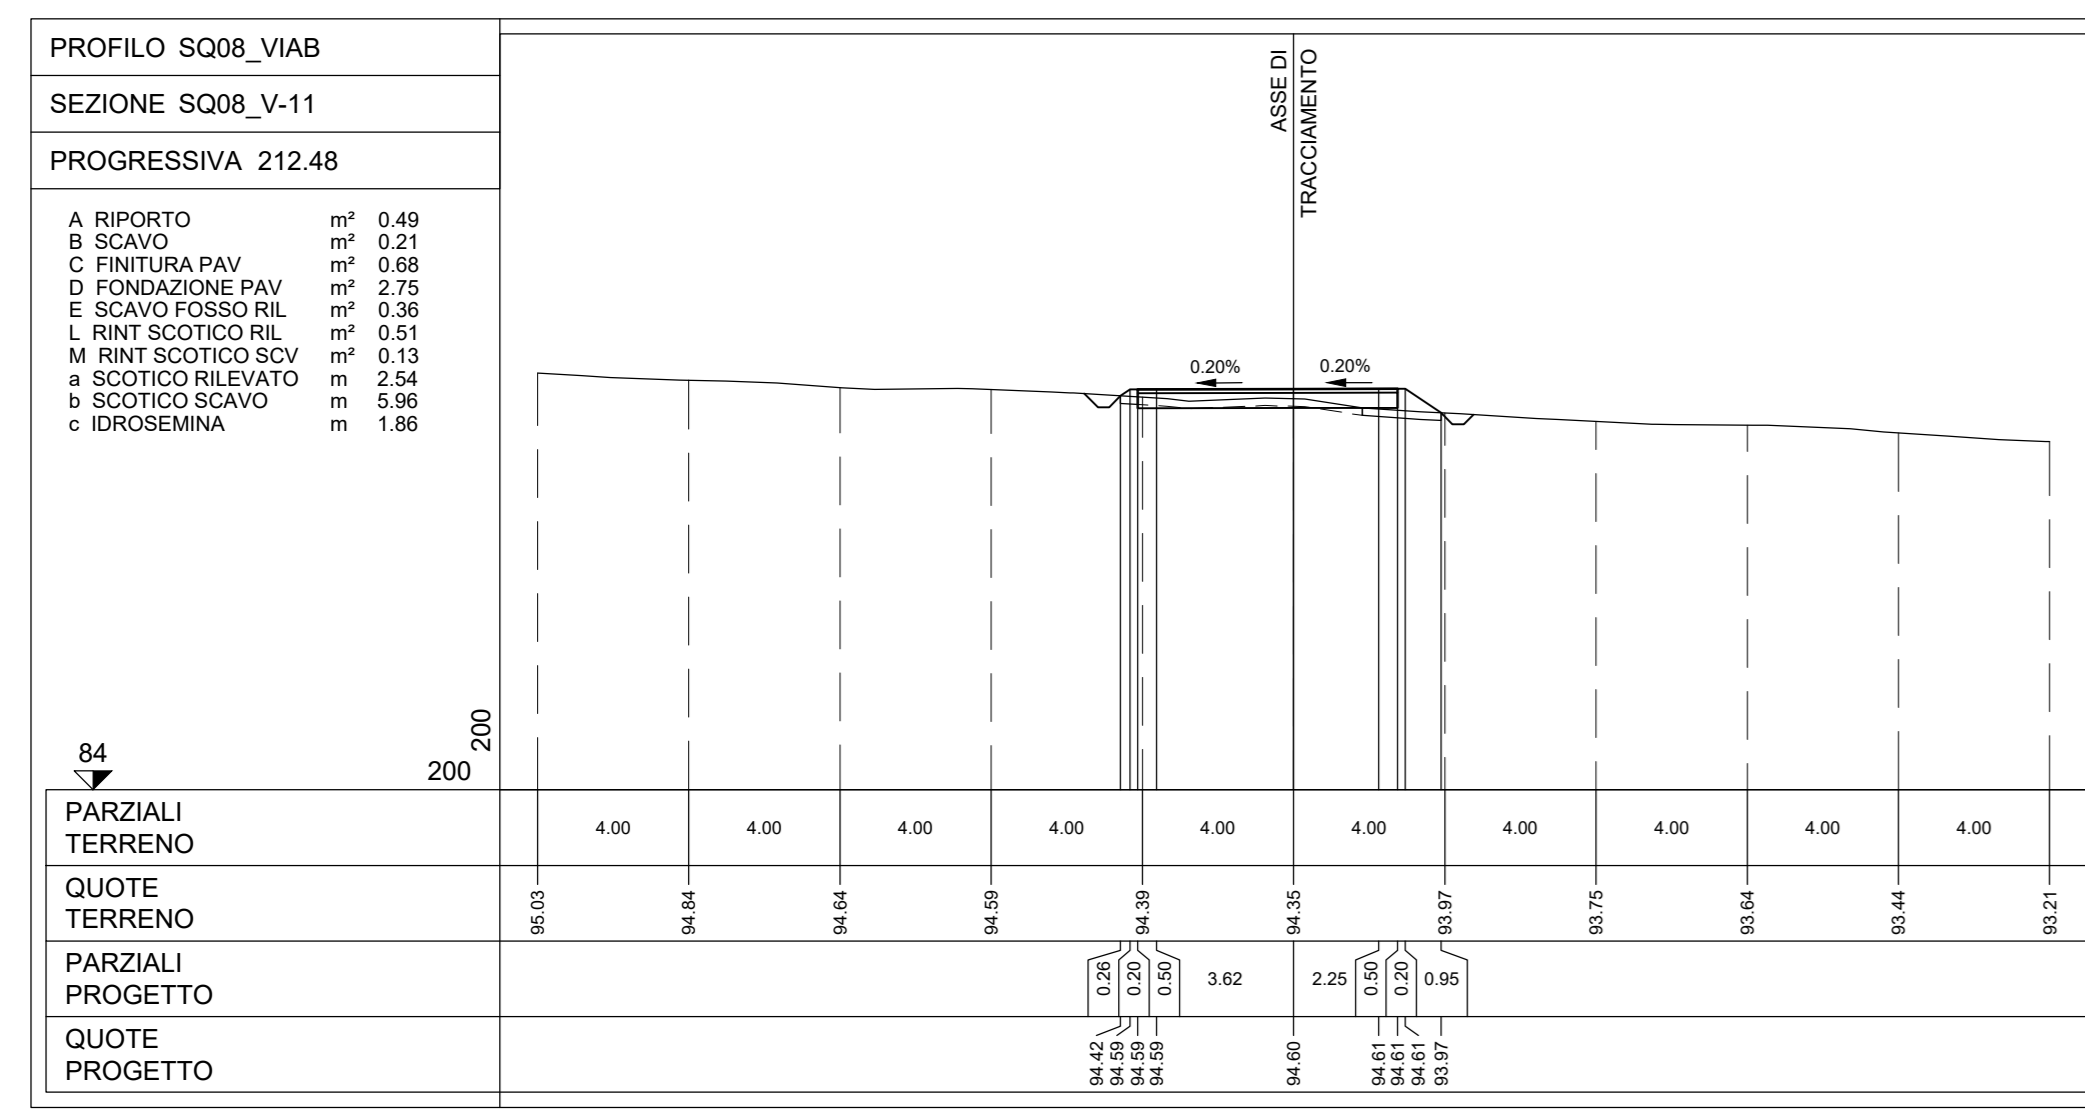 PROFILO SQ08_VIAB
SEZIONE SQ08_V-11
PROGRESSIVA 212.48
A RIPORTO m² 0.49
B SCAVO m² 0.21
C FINITURA PAV m² 0.68
D FONDAZIONE PAV m² 2.75
E SCAVO FOSSO RIL m² 0.36
L RINT SCOTICO RIL m² 0.51
M RINT SCOTICO SCV m² 0.13
a SCOTICO RILEVATO m 2.54
b SCOTICO SCAVO m 5.96
c IDROSEMINA m 1.86
ASSE DI
TRACCIAMENTO
0.20% 0.20%
84
200
200
PARZIALI
TERRENO
4.00 4.00 4.00 4.00 4.00 4.00 4.00 4.00 4.00 4.00
QUOTE
TERRENO
95.03 94.84 94.64 94.59 94.39 94.35 93.97 93.75 93.64 93.44 93.21
PARZIALI
PROGETTO
0.26 0.20 0.50 3.62 2.25 0.50 0.20 0.95
QUOTE
PROGETTO
94.42 94.59 94.59 94.59 94.60 94.61 94.61 94.61 93.97